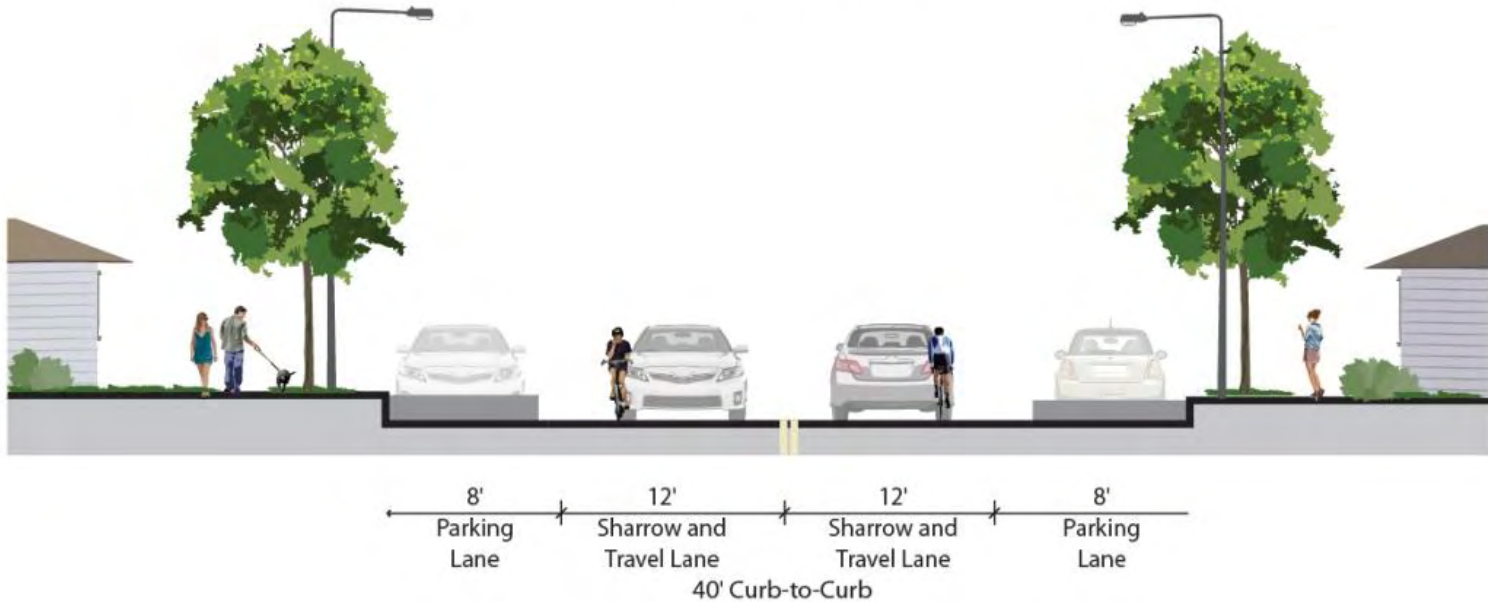 8' 12' 12' 8'
Parking Sharrow and Sharrow and Parking
Lane Travel Lane Travel Lane Lane
40' Curb-to-Curb